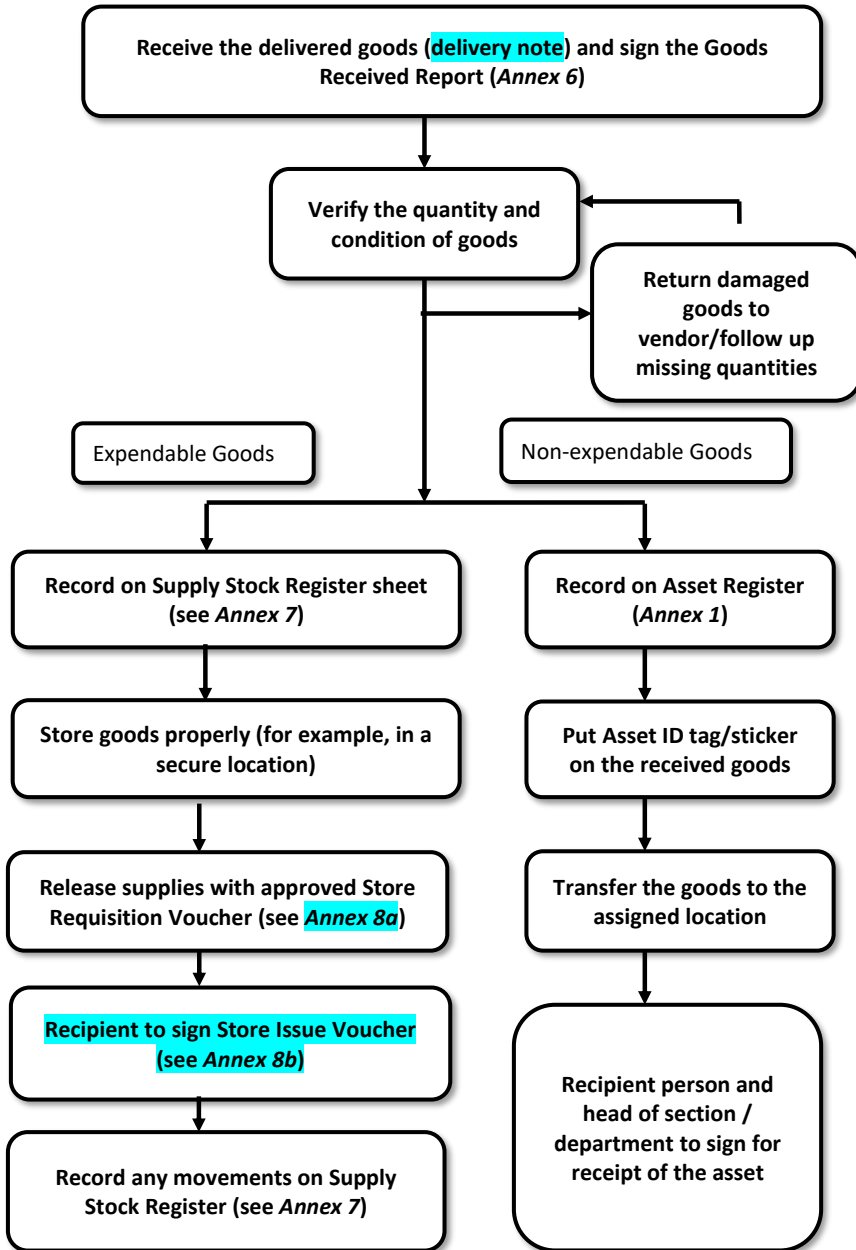 Receive the delivered goods (delivery note) and sign the Goods
Received Report (Annex 6)
Verify the quantity and
condition of goods
Return damaged
goods to
vendor/follow up
missing quantities
Expendable Goods
Non-expendable Goods
Record on Supply Stock Register sheet
(see Annex 7)
Record on Asset Register
(Annex 1)
Store goods properly (for example, in a
secure location)
Put Asset ID tag/sticker
on the received goods
Release supplies with approved Store
Requisition Voucher (see Annex 8a)
Transfer the goods to the
assigned location
Recipient to sign Store Issue Voucher
(see Annex 8b)
Recipient person and
head of section /
department to sign for
receipt of the asset
Record any movements on Supply
Stock Register (see Annex 7)